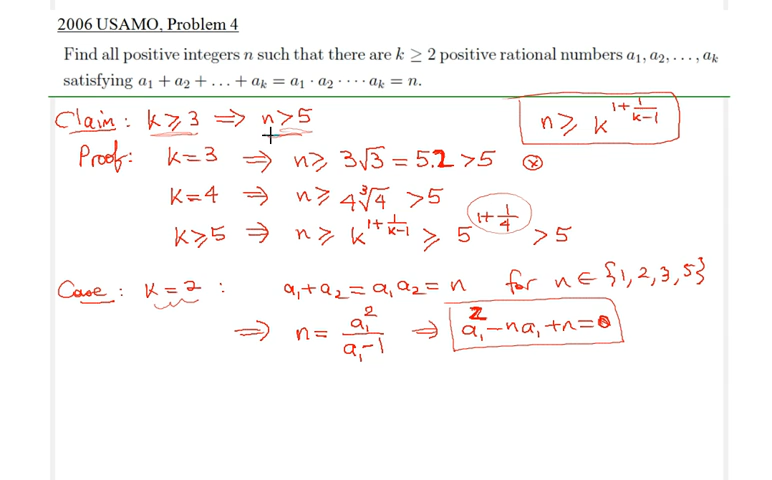 2006 USAMO, Problem 4
Find all positive integers n such that there are k ≥ 2 positive rational numbers a₁, a₂, . . . , aₖ
satisfying a₁ + a₂ + . . . + aₖ = a₁ · a₂ · · · · aₖ = n.
Claim: k ≥ 3 ⇒ n > 5
n ≥ k^(1+1/(k-1))
Proof: k = 3 ⇒ n ≥ 3√3 = 5.2 > 5 ⊗
k = 4 ⇒ n ≥ 4∛4 > 5
k ≥ 5 ⇒ n ≥ k^(1+1/(k-1)) ≥ 5^(1+1/4) > 5
Case: k = 2 : a₁ + a₂ = a₁a₂ = n for n ∈ {1, 2, 3, 5}
⇒ n = a₁²/(a₁-1) ⇒ a₁² - na₁ + n = 0